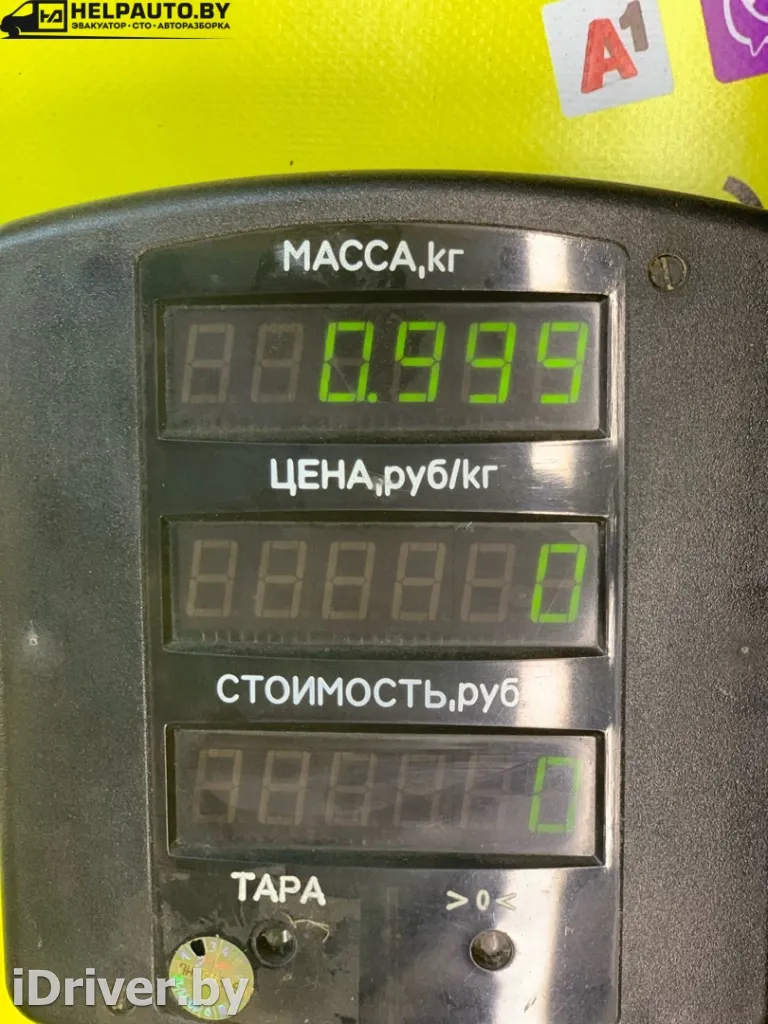 HELPAUTO.BY
ЭВАКУАТОР • СТО • АВТОРАЗБОРКА
A1
МАССА,кг
0.999
ЦЕНА,руб/кг
0
СТОИМОСТЬ,руб
0
ТАРА >0<
iDriver.by